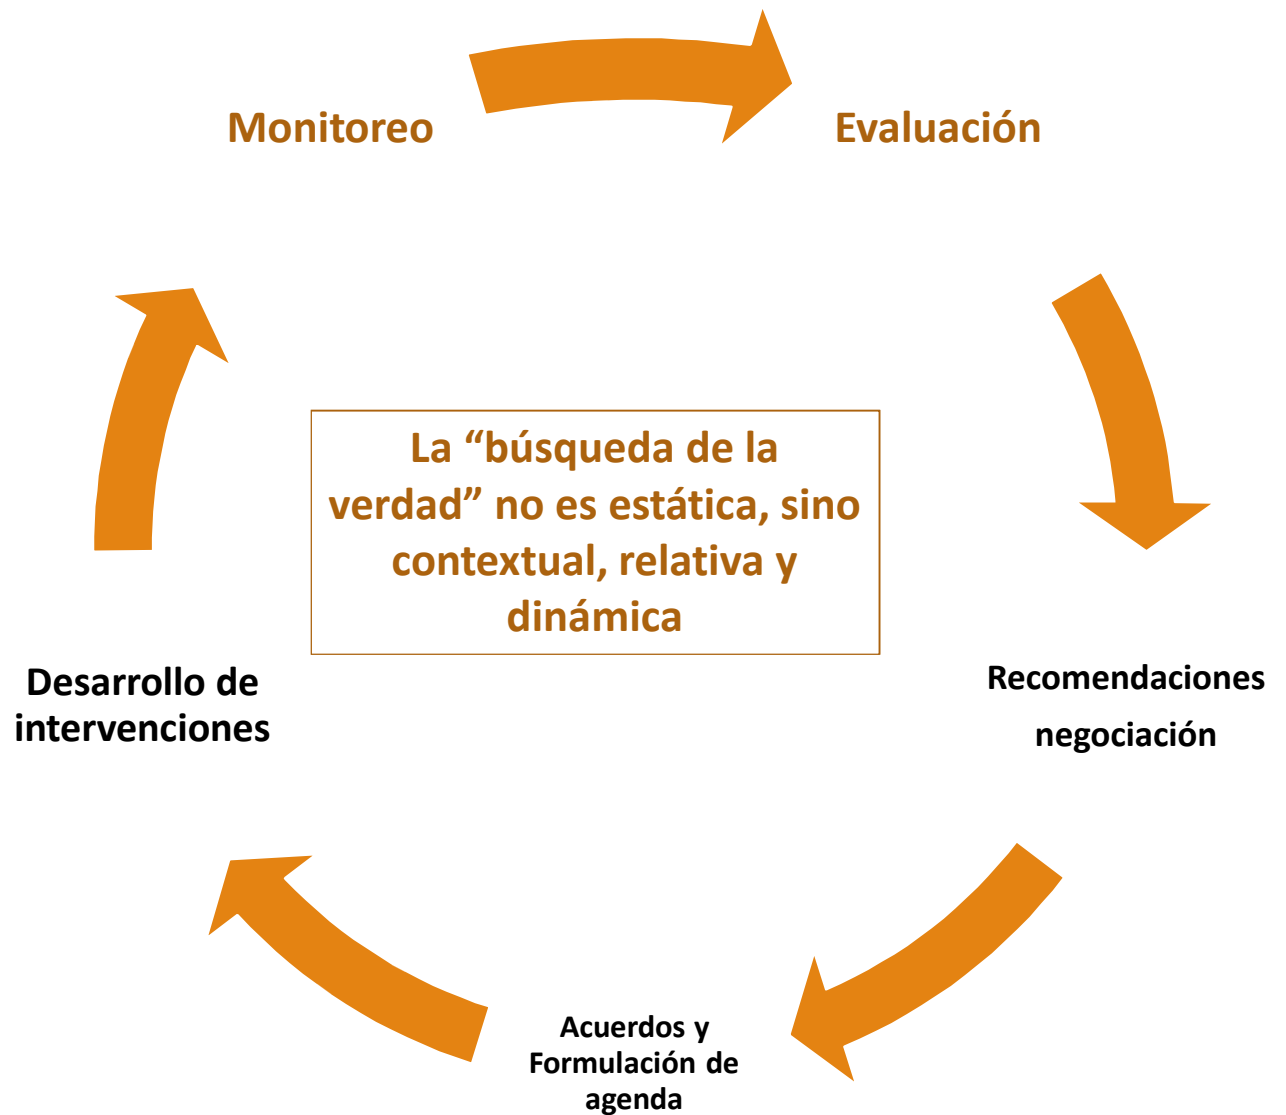 Monitoreo
Evaluación
La “búsqueda de la
verdad” no es estática, sino
contextual, relativa y
dinámica
Desarrollo de
intervenciones
Recomendaciones
negociación
Acuerdos y
Formulación de
agenda